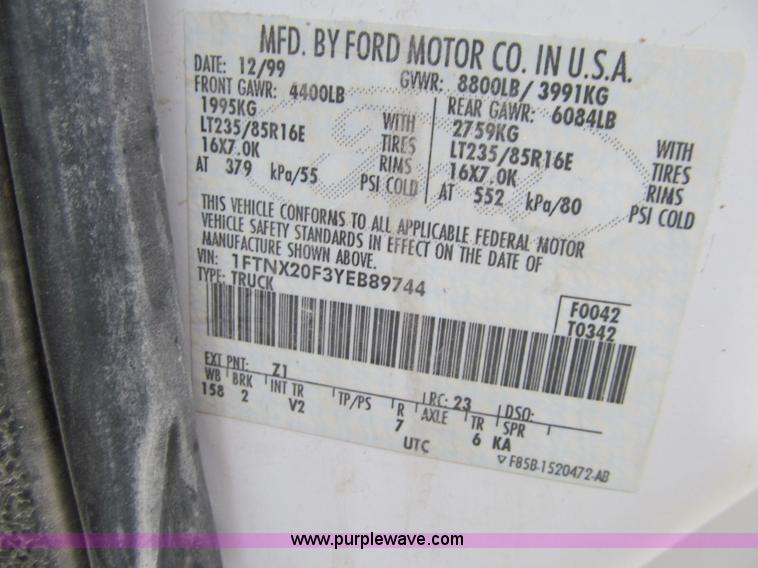 MFD. BY FORD MOTOR CO. IN U.S.A.
DATE: 12/99 GVWR: 8800LB/ 3991KG
FRONT GAWR: 4400LB REAR GAWR: 6084LB
1995KG WITH 2759KG WITH
LT235/85R16E TIRES LT235/85R16E TIRES
16X7.0K RIMS 16X7.0K RIMS
AT 379 kPa/55 PSI COLD AT 552 kPa/80 PSI COLD
THIS VEHICLE CONFORMS TO ALL APPLICABLE FEDERAL MOTOR
VEHICLE SAFETY STANDARDS IN EFFECT ON THE DATE OF
MANUFACTURE SHOWN ABOVE.
VIN: 1FTNX20F3YEB89744
TYPE: TRUCK
F0042
T0342
EXT PNT: Z1 RC: 23 DSO:
WB BRK INT TR TP/PS R AXLE TR SPR
158 2 V2 7 6 KA
UTC
F85B-1520472-AB
www.purplewave.com